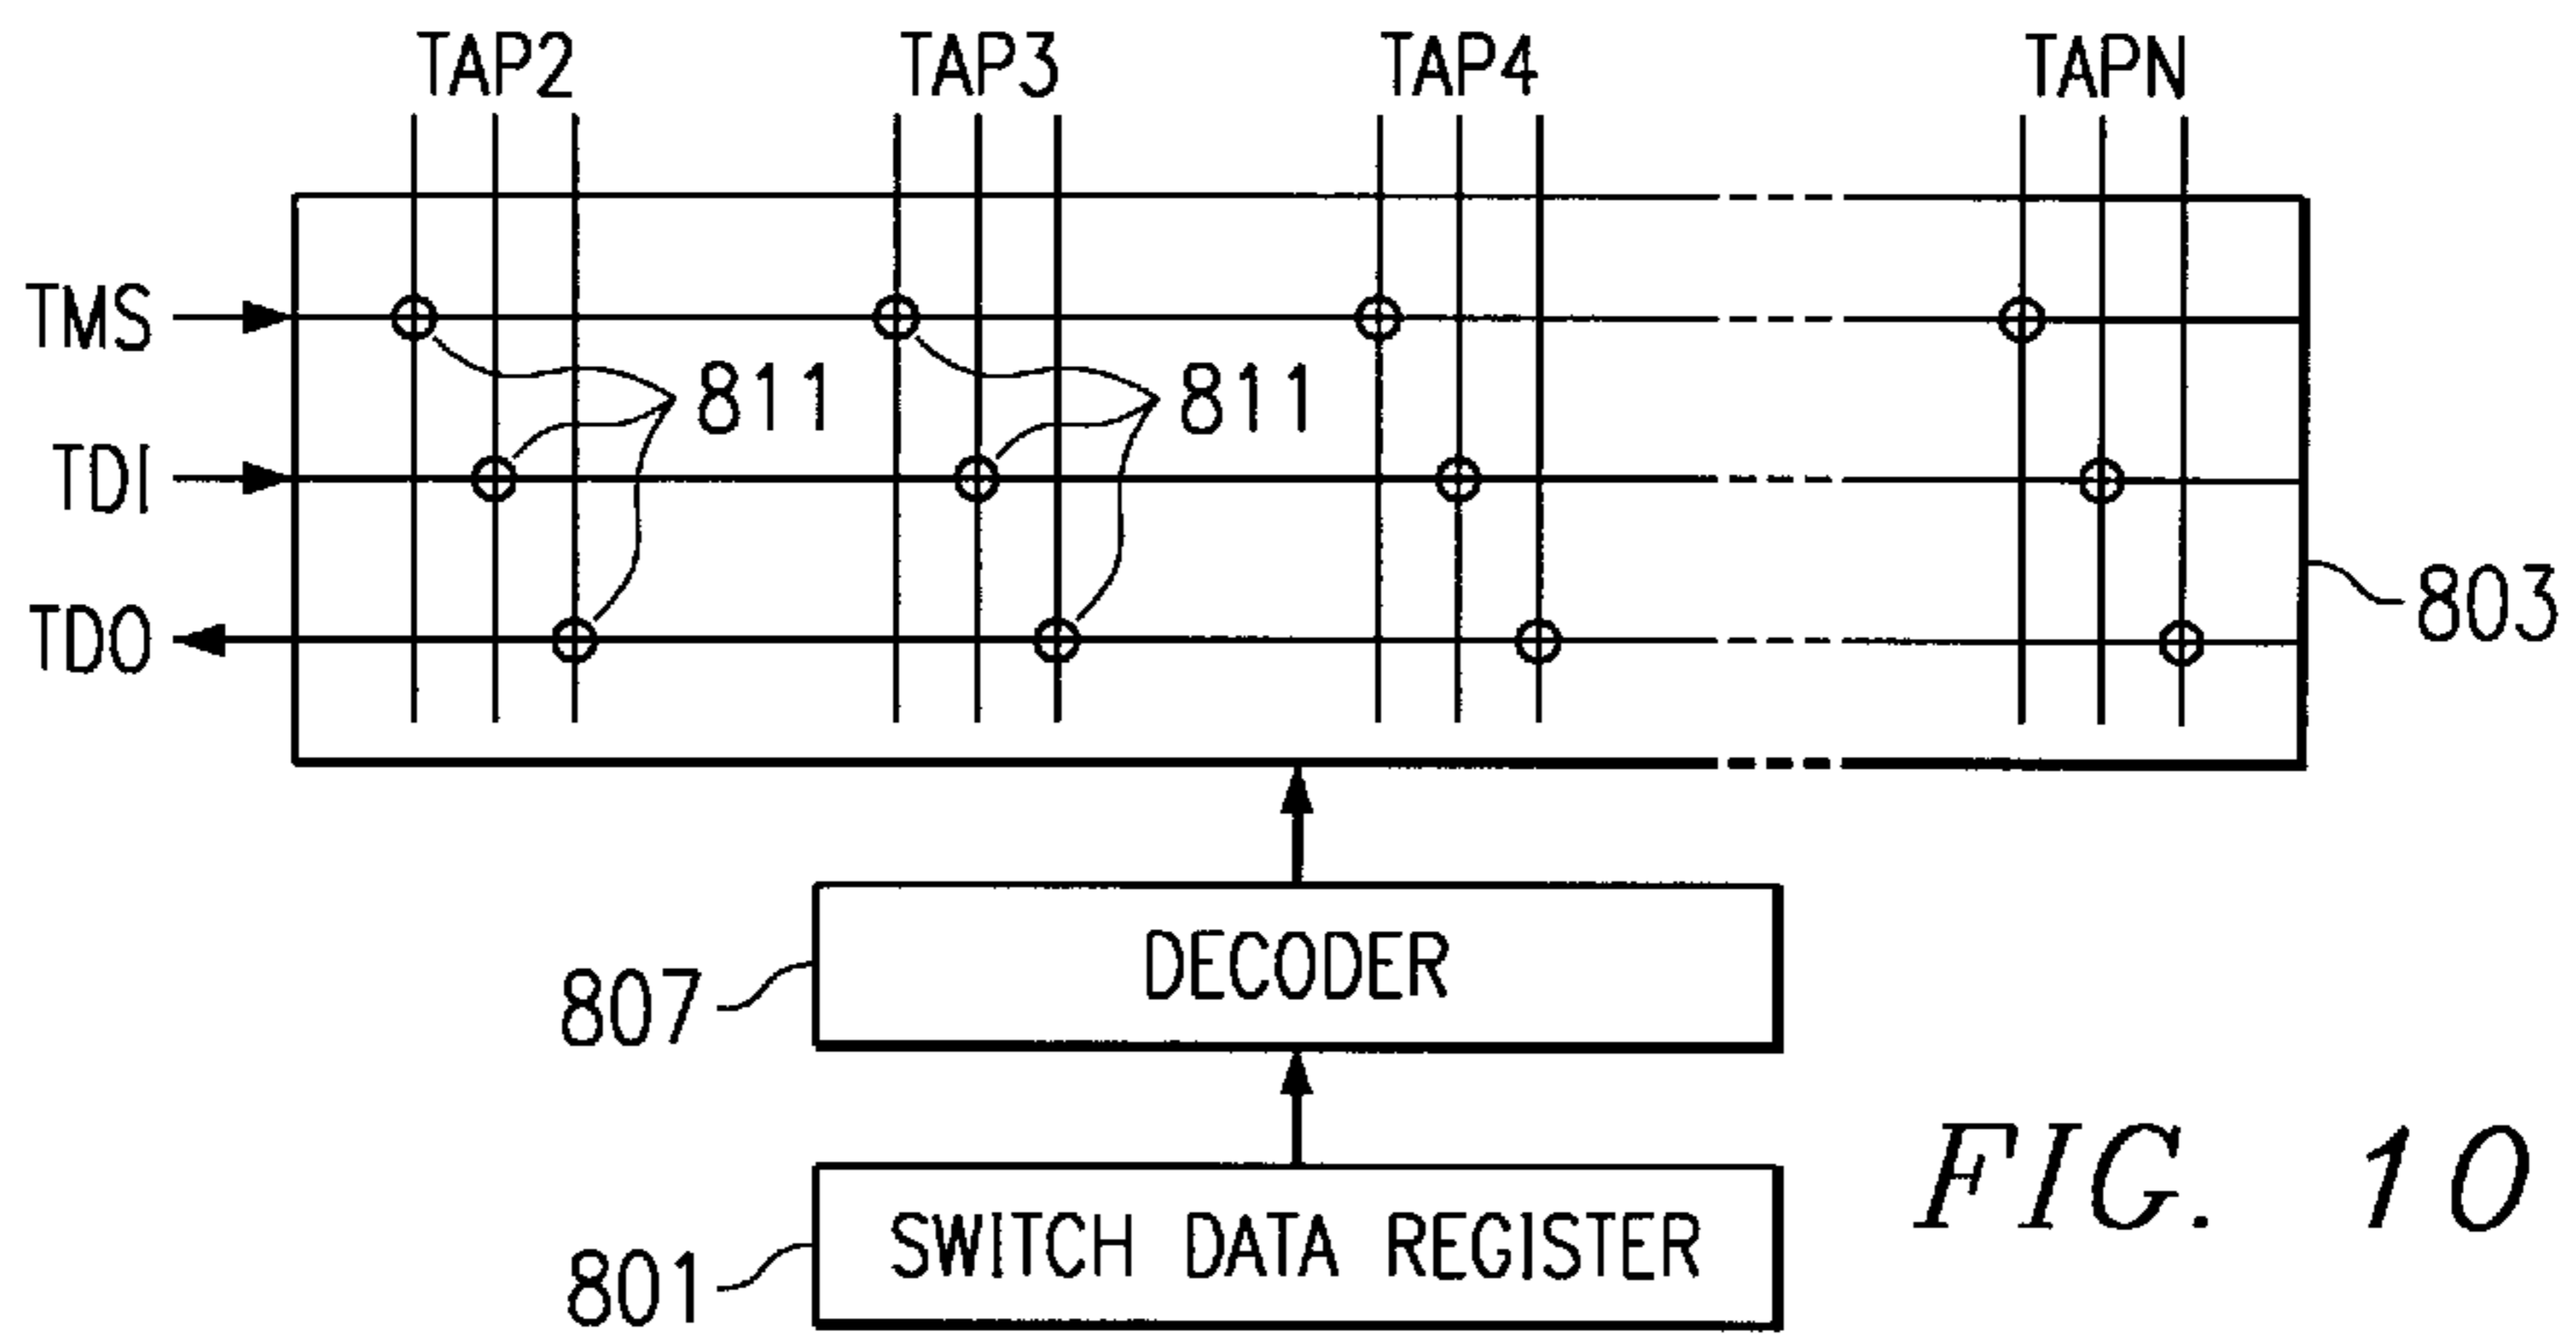 TAP2 TAP3 TAP4 TAPN
TMS
811 811
TDI
803
TDO
DECODER
807
SWITCH DATA REGISTER
801
FIG. 10